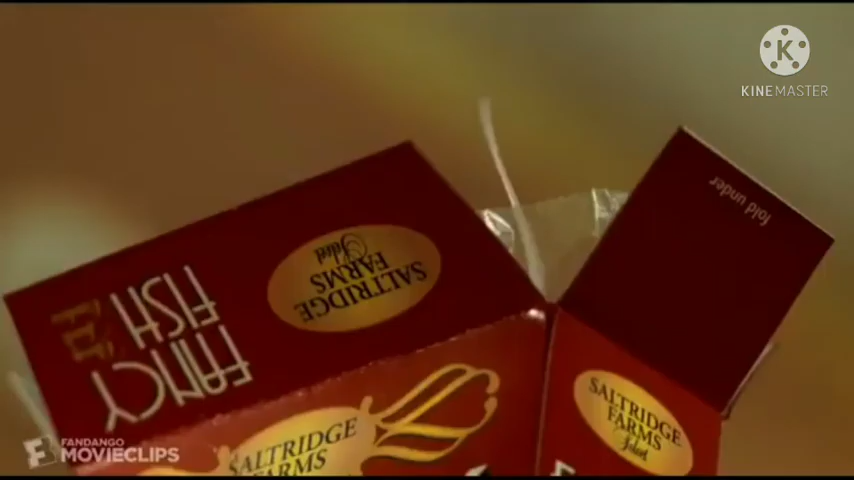 KINEMASTER
fold under
SALTRIDGE
FARMS
Select
FANCY
FISH
SALTRIDGE
FARMS
SALTRIDGE
FARMS
Select
FANDANGO
MOVIECLIPS